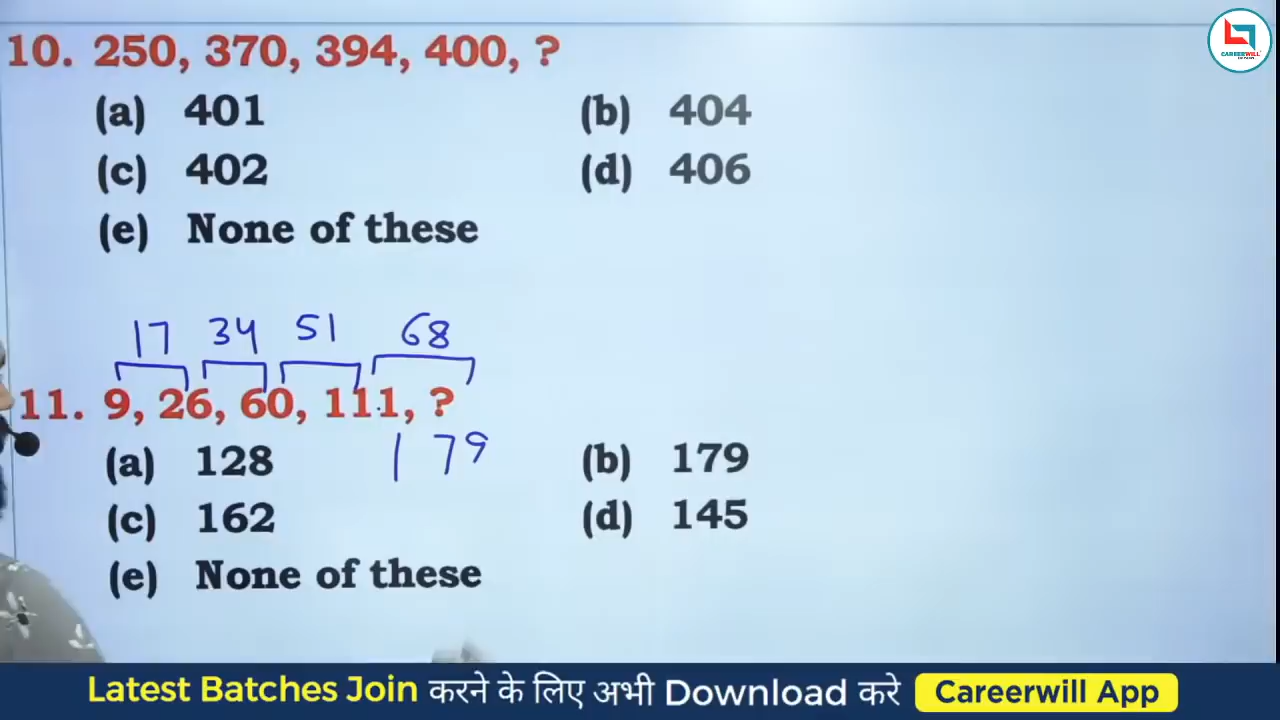 10. 250, 370, 394, 400, ?
(a) 401 (b) 404
(c) 402 (d) 406
(e) None of these
17 34 51 68
11. 9, 26, 60, 111, ?
179
(a) 128 (b) 179
(c) 162 (d) 145
(e) None of these
CAREERWILL
Latest Batches Join करने के लिए अभी Download करे Careerwill App